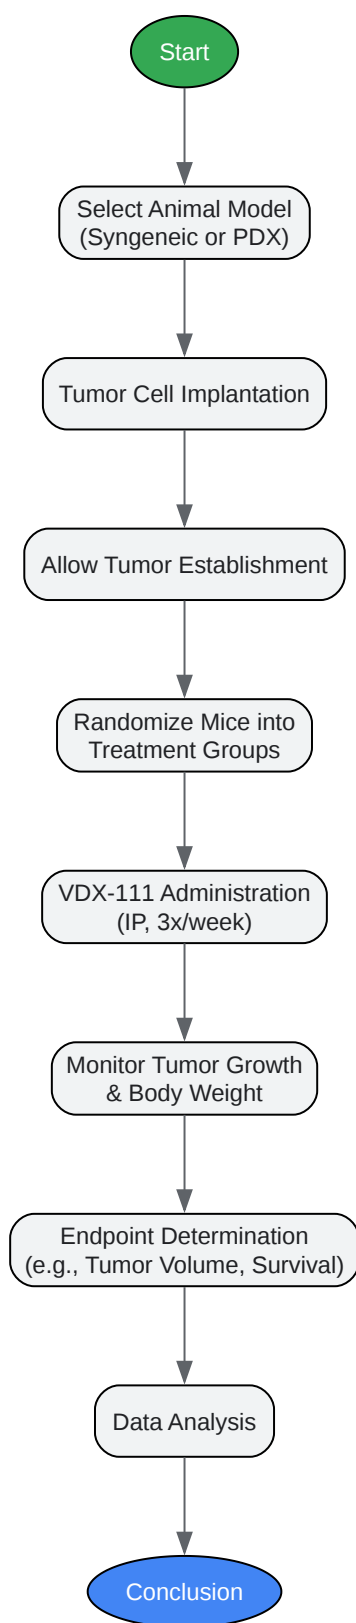 Start
Select Animal Model
(Syngeneic or PDX)
Tumor Cell Implantation
Allow Tumor Establishment
Randomize Mice into
Treatment Groups
VDX-111 Administration
(IP, 3x/week)
Monitor Tumor Growth
& Body Weight
Endpoint Determination
(e.g., Tumor Volume, Survival)
Data Analysis
Conclusion